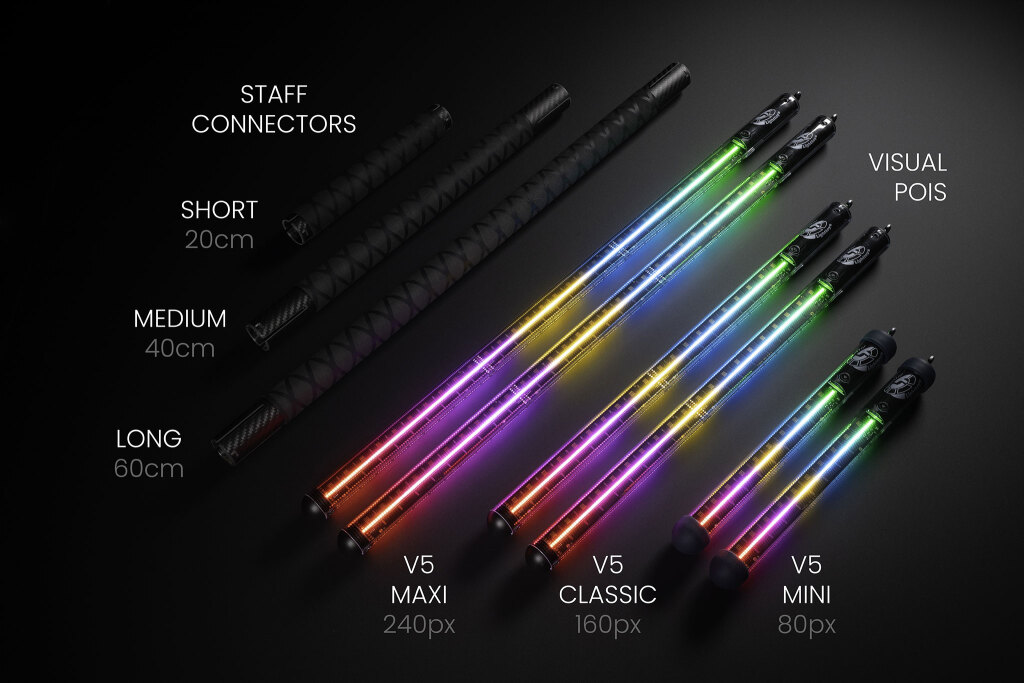 STAFF
CONNECTORS
SHORT
20cm
MEDIUM
40cm
LONG
60cm
VISUAL
POIS
V5
MAXI
240px
V5
CLASSIC
160px
V5
MINI
80px